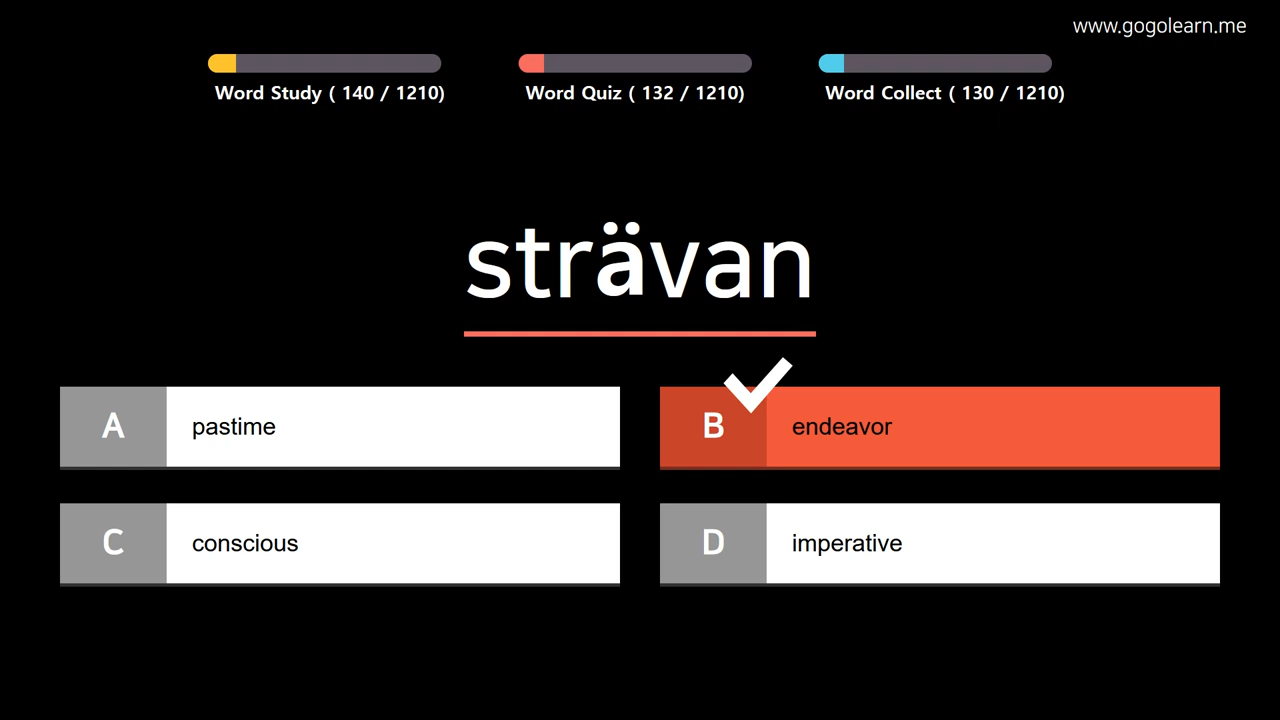 www.gogolearn.me
Word Study ( 140 / 1210)
Word Quiz ( 132 / 1210)
Word Collect ( 130 / 1210)
strävan
A pastime
B endeavor
C conscious
D imperative